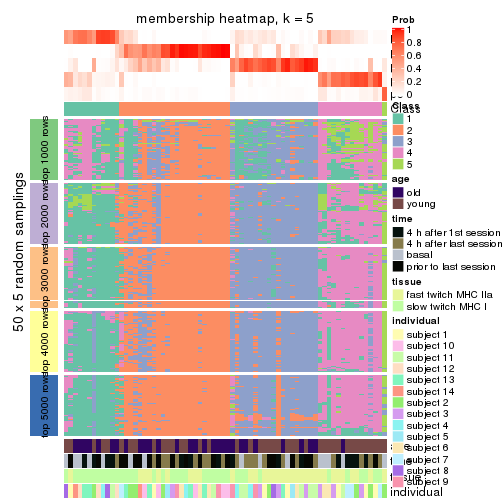 membership heatmap, k = 5
50 x 5 random samplings
top 1000 rows
top 2000 rows
top 3000 rows
top 4000 rows
top 5000 rows
Prob
1
0.8
0.6
0.4
0.2
0
Class
Class
1
2
3
4
5
age
old
young
time
4 h after 1st session
4 h after last session
basal
prior to last session
tissue
fast twitch MHC IIa
slow twitch MHC I
individual
subject 1
subject 10
subject 11
subject 12
subject 13
subject 14
subject 2
subject 3
subject 4
subject 5
subject 6
subject 7
subject 8
subject 9
individual